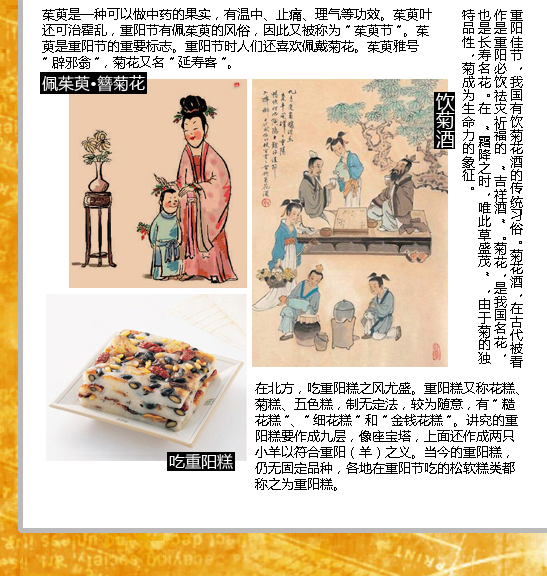 茱萸是一种可以做中药的果实，有温中、止痛、理气等功效。茱萸叶
还可治霍乱，重阳节有佩茱萸的风俗，因此又被称为＂茱萸节＂。茱
萸是重阳节的重要标志。重阳节时人们还喜欢佩戴菊花。茱萸雅号
＂辟邪翁＂，菊花又名＂延寿客＂。
佩茱萸•簪菊花
饮菊酒
重阳佳节，我国有饮菊花酒的传统习俗。菊花酒，在古代被看
作是重阳必饮祛灾祈福的＂吉祥酒＂。菊花，是我国名花，
也是长寿名花。在＂霜降之时，唯此草盛茂＂，由于菊的独
特品性，菊成为生命力的象征。
在北方，吃重阳糕之风尤盛。重阳糕又称花糕、
菊糕、五色糕，制无定法，较为随意，有＂糙
花糕＂、＂细花糕＂和＂金钱花糕＂。讲究的重
阳糕要作成九层，像座宝塔，上面还作成两只
小羊以符合重阳（羊）之义。当今的重阳糕，
仍无固定品种，各地在重阳节吃的松软糕类都
称之为重阳糕。
吃重阳糕